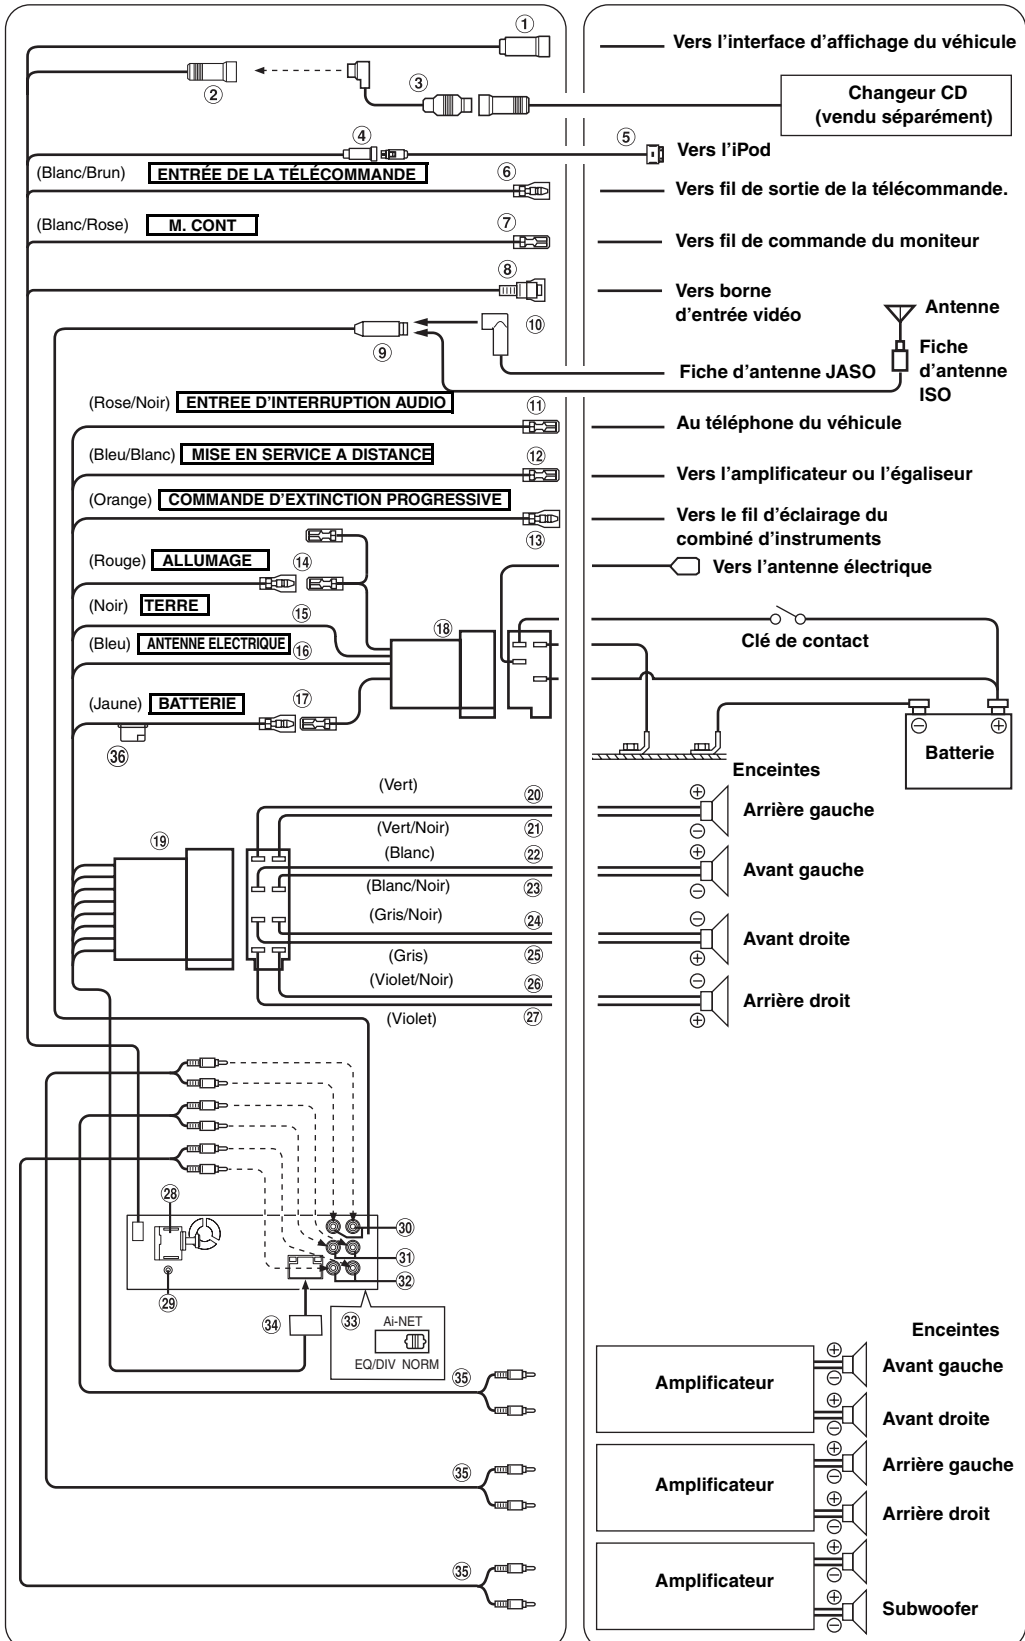 ①
Vers l'interface d'affichage du véhicule
②
③
Changeur CD
(vendu séparément)
④
⑤
Vers l'iPod
(Blanc/Brun) ENTRÉE DE LA TÉLÉCOMMANDE
⑥
Vers fil de sortie de la télécommande.
(Blanc/Rose) M. CONT
⑦
Vers fil de commande du moniteur
⑧
Vers borne
d'entrée vidéo
⑨
⑩
Antenne
Fiche d'antenne JASO
Fiche
d'antenne
ISO
(Rose/Noir) ENTREE D'INTERRUPTION AUDIO
⑪
Au téléphone du véhicule
(Bleu/Blanc) MISE EN SERVICE A DISTANCE
⑫
Vers l'amplificateur ou l'égaliseur
(Orange) COMMANDE D'EXTINCTION PROGRESSIVE
⑬
Vers le fil d'éclairage du
combiné d'instruments
(Rouge) ALLUMAGE
⑭
Vers l'antenne électrique
(Noir) TERRE
⑮
⑱
Clé de contact
(Bleu) ANTENNE ELECTRIQUE
⑯
(Jaune) BATTERIE
⑰
㊱
⊖ ⊕
Batterie
Enceintes
(Vert)
⑳
⊕
Arrière gauche
(Vert/Noir)
㉑
⊖
⑲
(Blanc)
㉒
⊕
Avant gauche
(Blanc/Noir)
㉓
⊖
(Gris/Noir)
㉔
⊖
Avant droite
(Gris)
㉕
⊕
(Violet/Noir)
㉖
⊖
Arrière droit
(Violet)
㉗
⊕
㉘
㉙
㉚
㉛
㉜
㉝
Ai-NET
EQ/DIV NORM
㉞
Enceintes
㉟
Amplificateur
⊕
Avant gauche
⊖
⊕
Avant droite
⊖
㉟
Amplificateur
⊕
Arrière gauche
⊖
⊕
Arrière droit
⊖
㉟
Amplificateur
⊕
⊖
⊕
Subwoofer
⊖